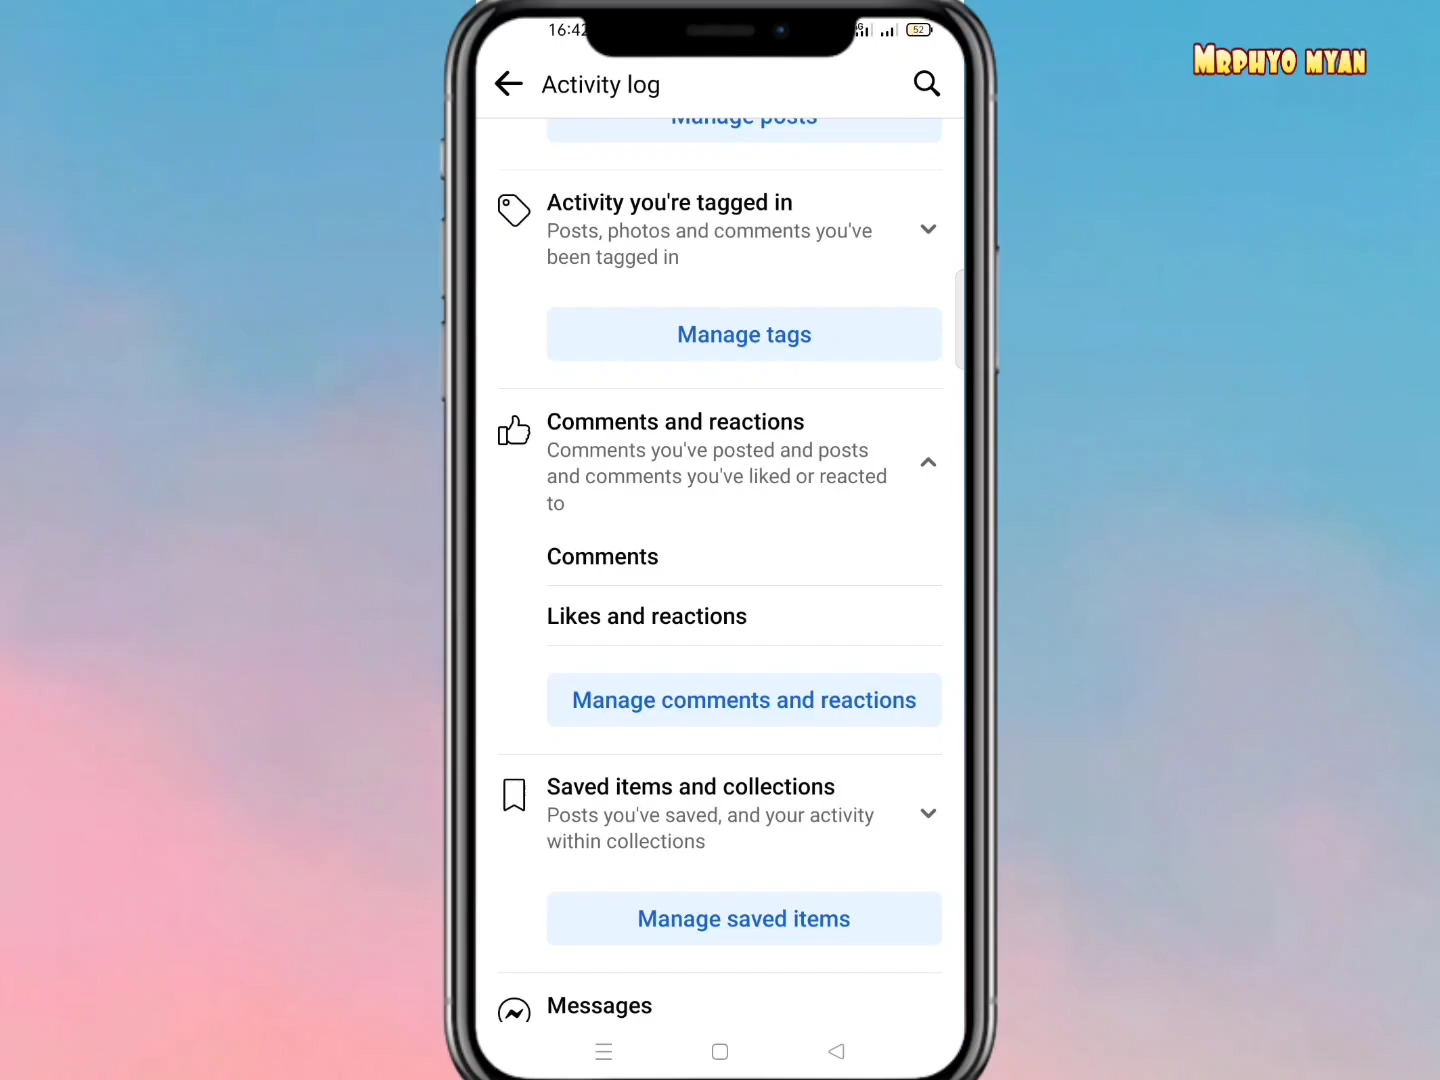 16:42
52
MRPHYO MYAN
Activity log
Manage posts
Activity you're tagged in
Posts, photos and comments you've
been tagged in
Manage tags
Comments and reactions
Comments you've posted and posts
and comments you've liked or reacted
to
Comments
Likes and reactions
Manage comments and reactions
Saved items and collections
Posts you've saved, and your activity
within collections
Manage saved items
Messages